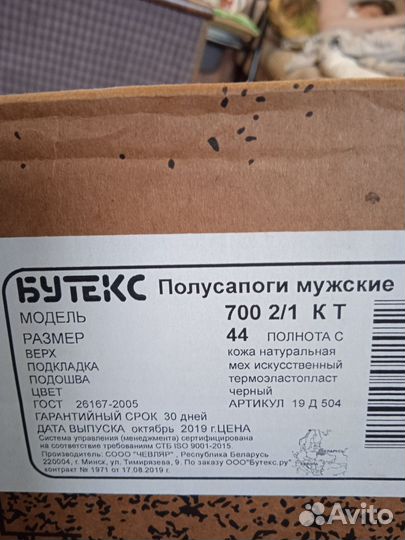 БУТЕКС Полусапоги мужские
МОДЕЛЬ 700 2/1 К Т
РАЗМЕР 44 ПОЛНОТА С
ВЕРХ кожа натуральная
ПОДКЛАДКА мех искусственный
ПОДОШВА термоэластопласт
ЦВЕТ черный
ГОСТ 26167-2005 АРТИКУЛ 19 Д 504
ГАРАНТИЙНЫЙ СРОК 30 дней
ДАТА ВЫПУСКА октябрь 2019 г.ЦЕНА
Система управления (менеджмента) сертифицирована
на соответствие требованиям СТБ ISO 9001-2015.
Производитель: СООО "ЧЕВЛЯР" , Республика Беларусь
220004, г. Минск, ул. Тимирязева, 9. По заказу ООО"Бутекс.ру"
контракт № 1971 от 17.08.2019 г.
Avito